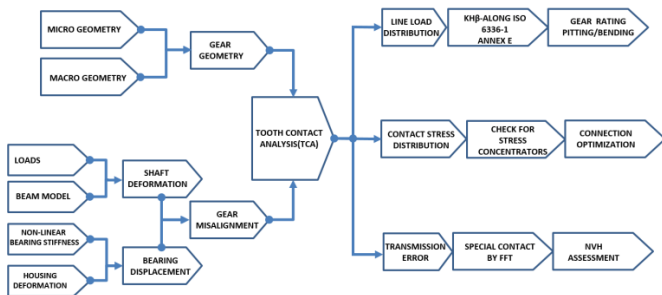 MICRO GEOMETRY
MACRO GEOMETRY
GEAR
GEOMETRY
LOADS
BEAM MODEL
NON-LINEAR
BEARING STIFFNESS
HOUSING
DEFORMATION
SHAFT
DEFORMATION
BEARING
DISPLACEMENT
GEAR
MISALIGNMENT
TOOTH CONTACT
ANALYSIS(TCA)
LINE LOAD
DISTRIBUTION
KHβ-ALONG ISO
6336-1
ANNEX E
GEAR RATING
PITTING/BENDING
CONTACT STRESS
DISTRIBUTION
CHECK FOR
STRESS
CONCENTRATORS
CONNECTION
OPTIMIZATION
TRANSMISSION
ERROR
SPECIAL CONTACT
BY FFT
NVH
ASSESSMENT